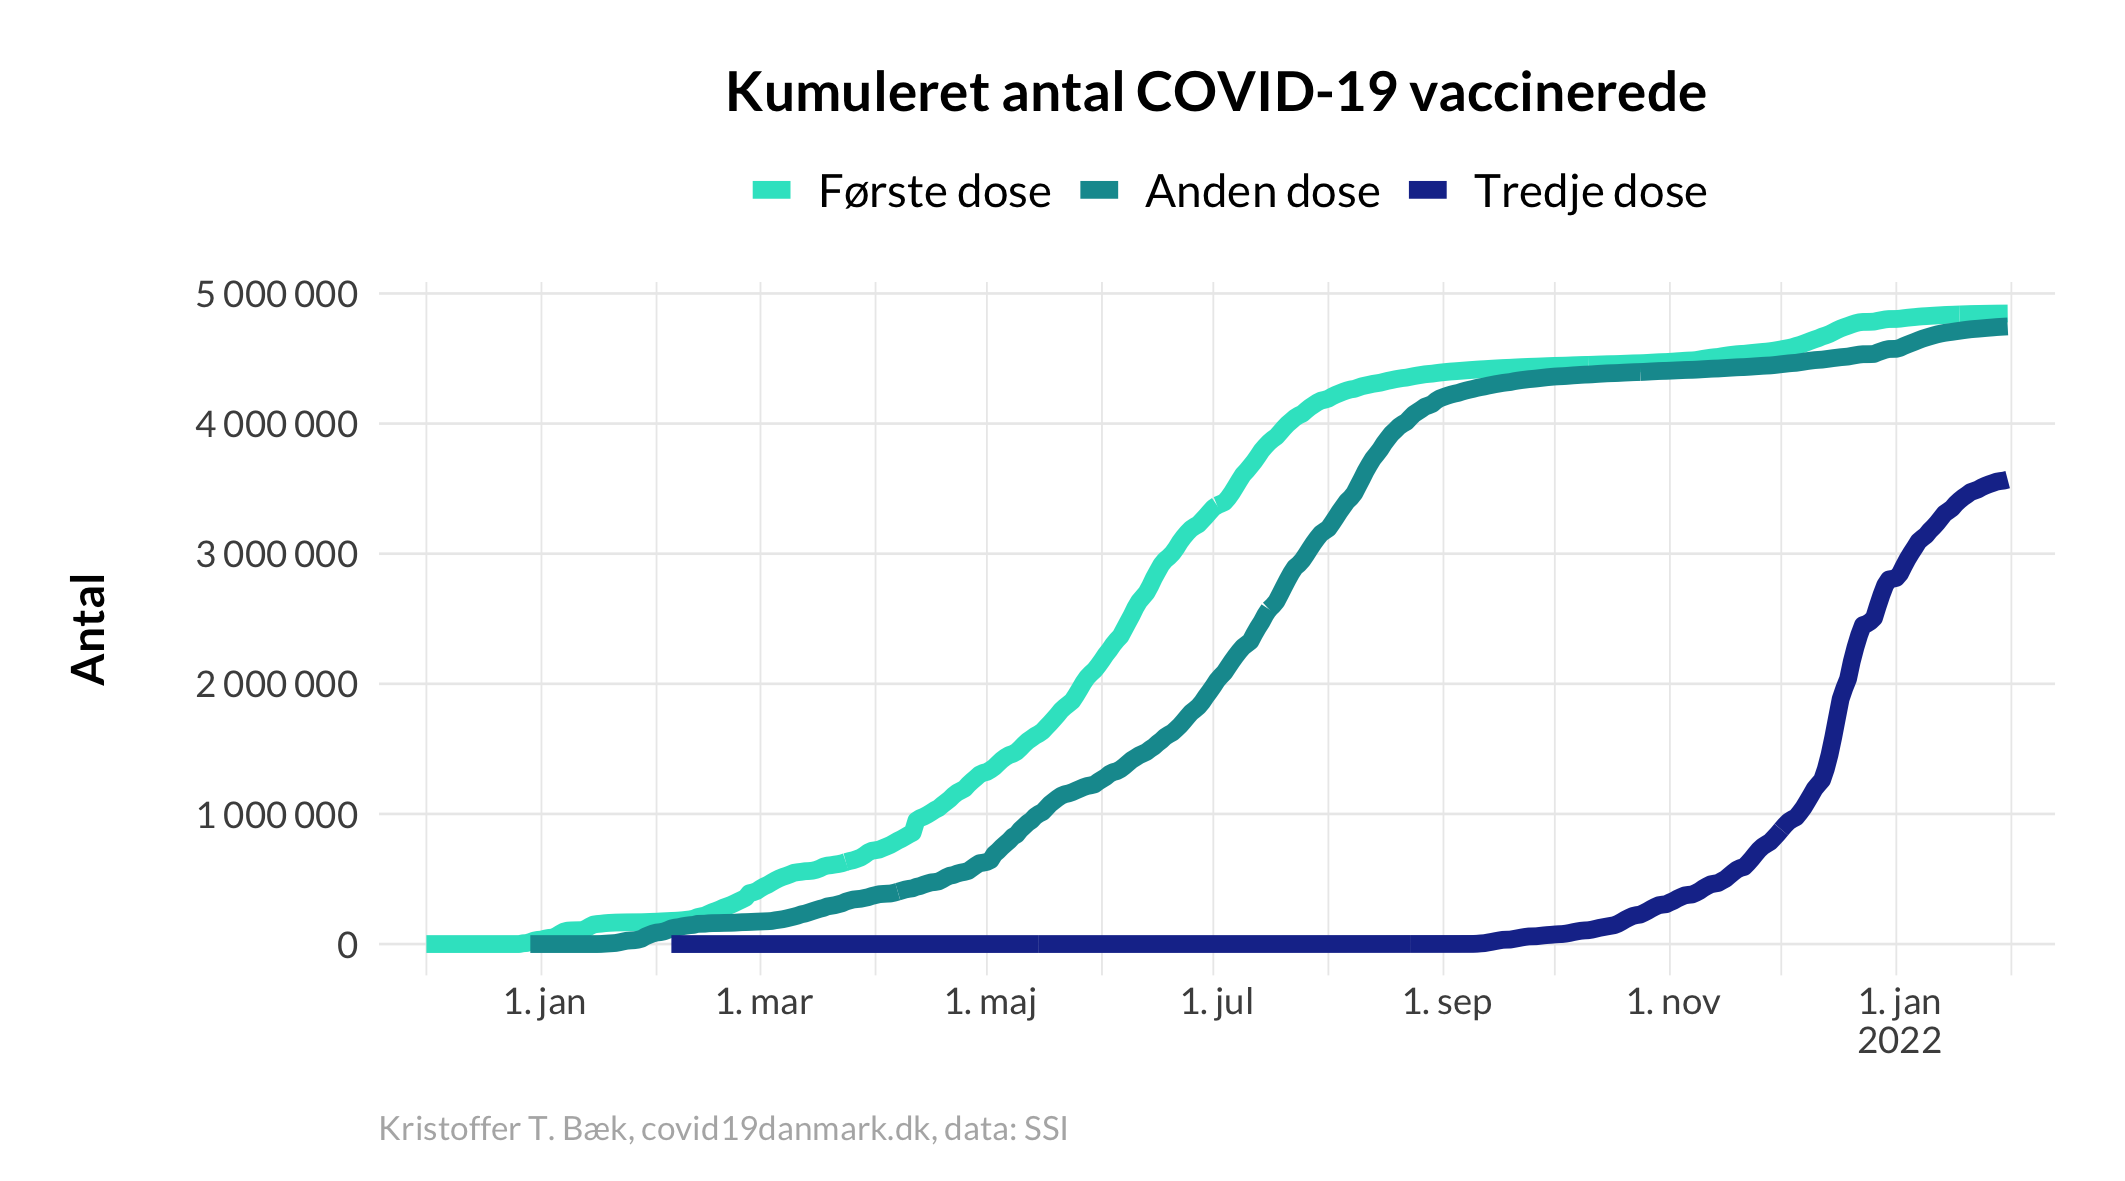 Kumuleret antal COVID-19 vaccinerede
Første dose Anden dose Tredje dose
Antal
5 000 000
4 000 000
3 000 000
2 000 000
1 000 000
0
1. jan 1. mar 1. maj 1. jul 1. sep 1. nov 1. jan
2022
Kristoffer T. Bæk, covid19danmark.dk, data: SSI